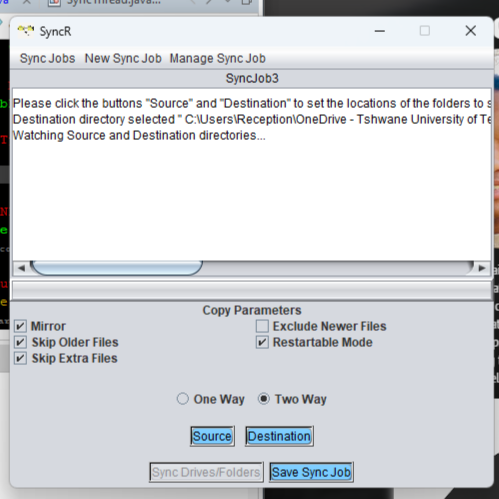 SyncThread.java...
SyncR
Sync Jobs New Sync Job Manage Sync Job
SyncJob3
Please click the buttons "Source" and "Destination" to set the locations of the folders to s
Destination directory selected " C:\Users\Reception\OneDrive - Tshwane University of Te
Watching Source and Destination directories...
Copy Parameters
Mirror
Exclude Newer Files
Skip Older Files
Restartable Mode
Skip Extra Files
One Way Two Way
Source Destination
Sync Drives/Folders Save Sync Job